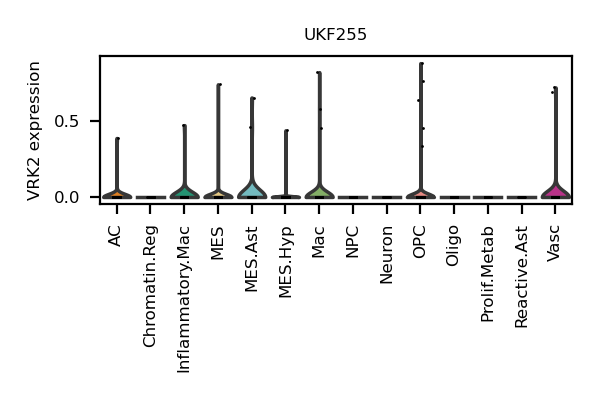 UKF255
VRK2 expression
0.5
0.0
AC
Chromatin.Reg
Inflammatory.Mac
MES
MES.Ast
MES.Hyp
Mac
NPC
Neuron
OPC
Oligo
Prolif.Metab
Reactive.Ast
Vasc